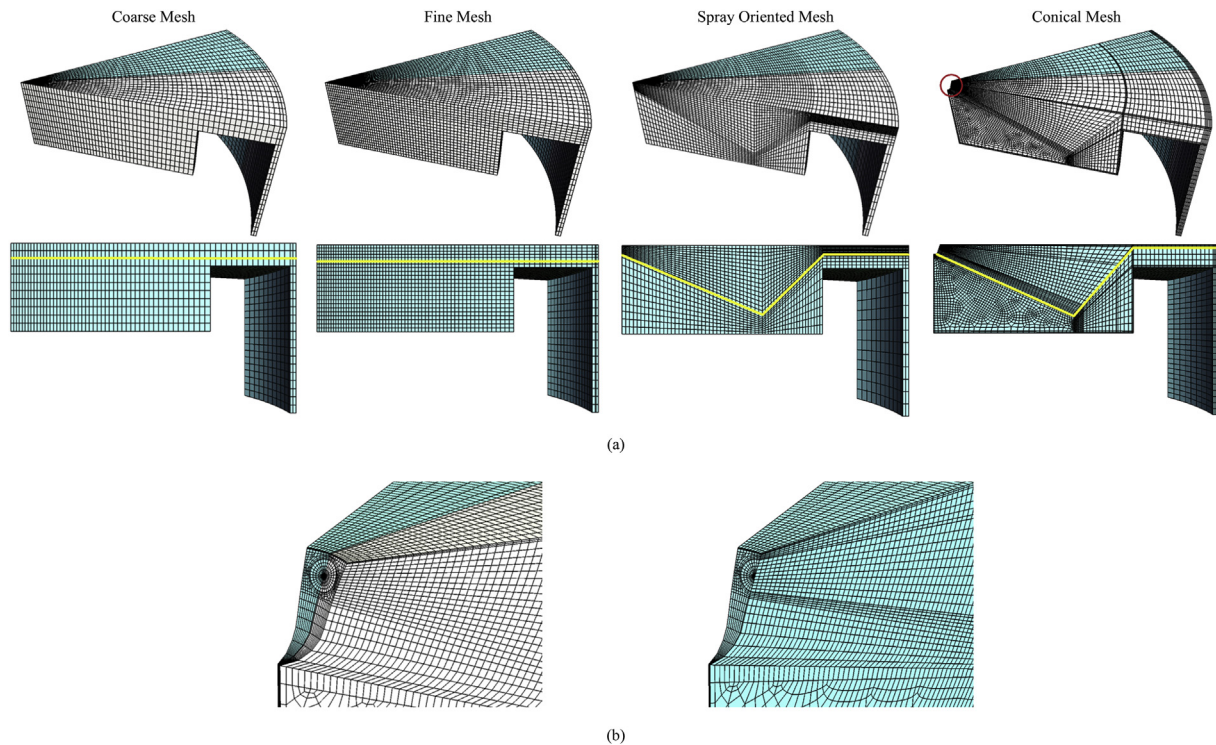 Coarse Mesh
Fine Mesh
Spray Oriented Mesh
Conical Mesh
(a)
(b)